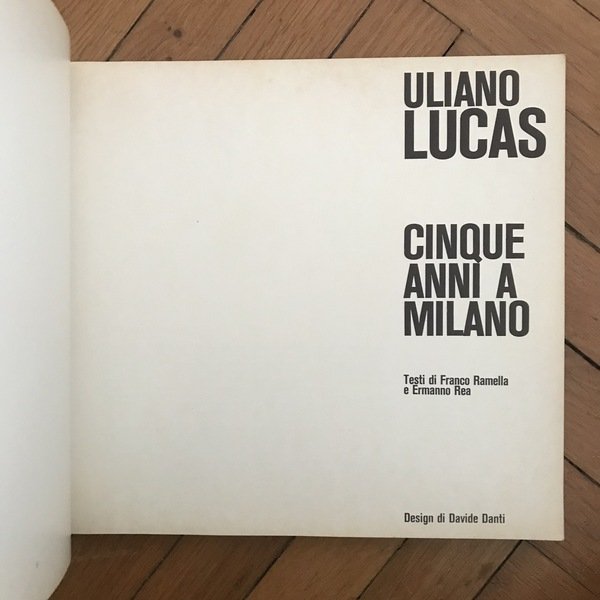 ULIANO
LUCAS
CINQUE
ANNI A
MILANO
Testi di Franco Ramella
e Ermanno Rea
Design di Davide Danti